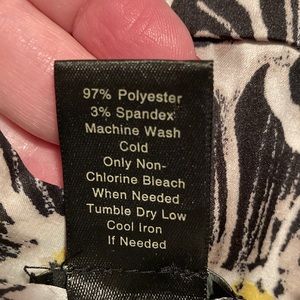 97% Polyester
3% Spandex
Machine Wash
Cold
Only Non-
Chlorine Bleach
When Needed
Tumble Dry Low
Cool Iron
If Needed